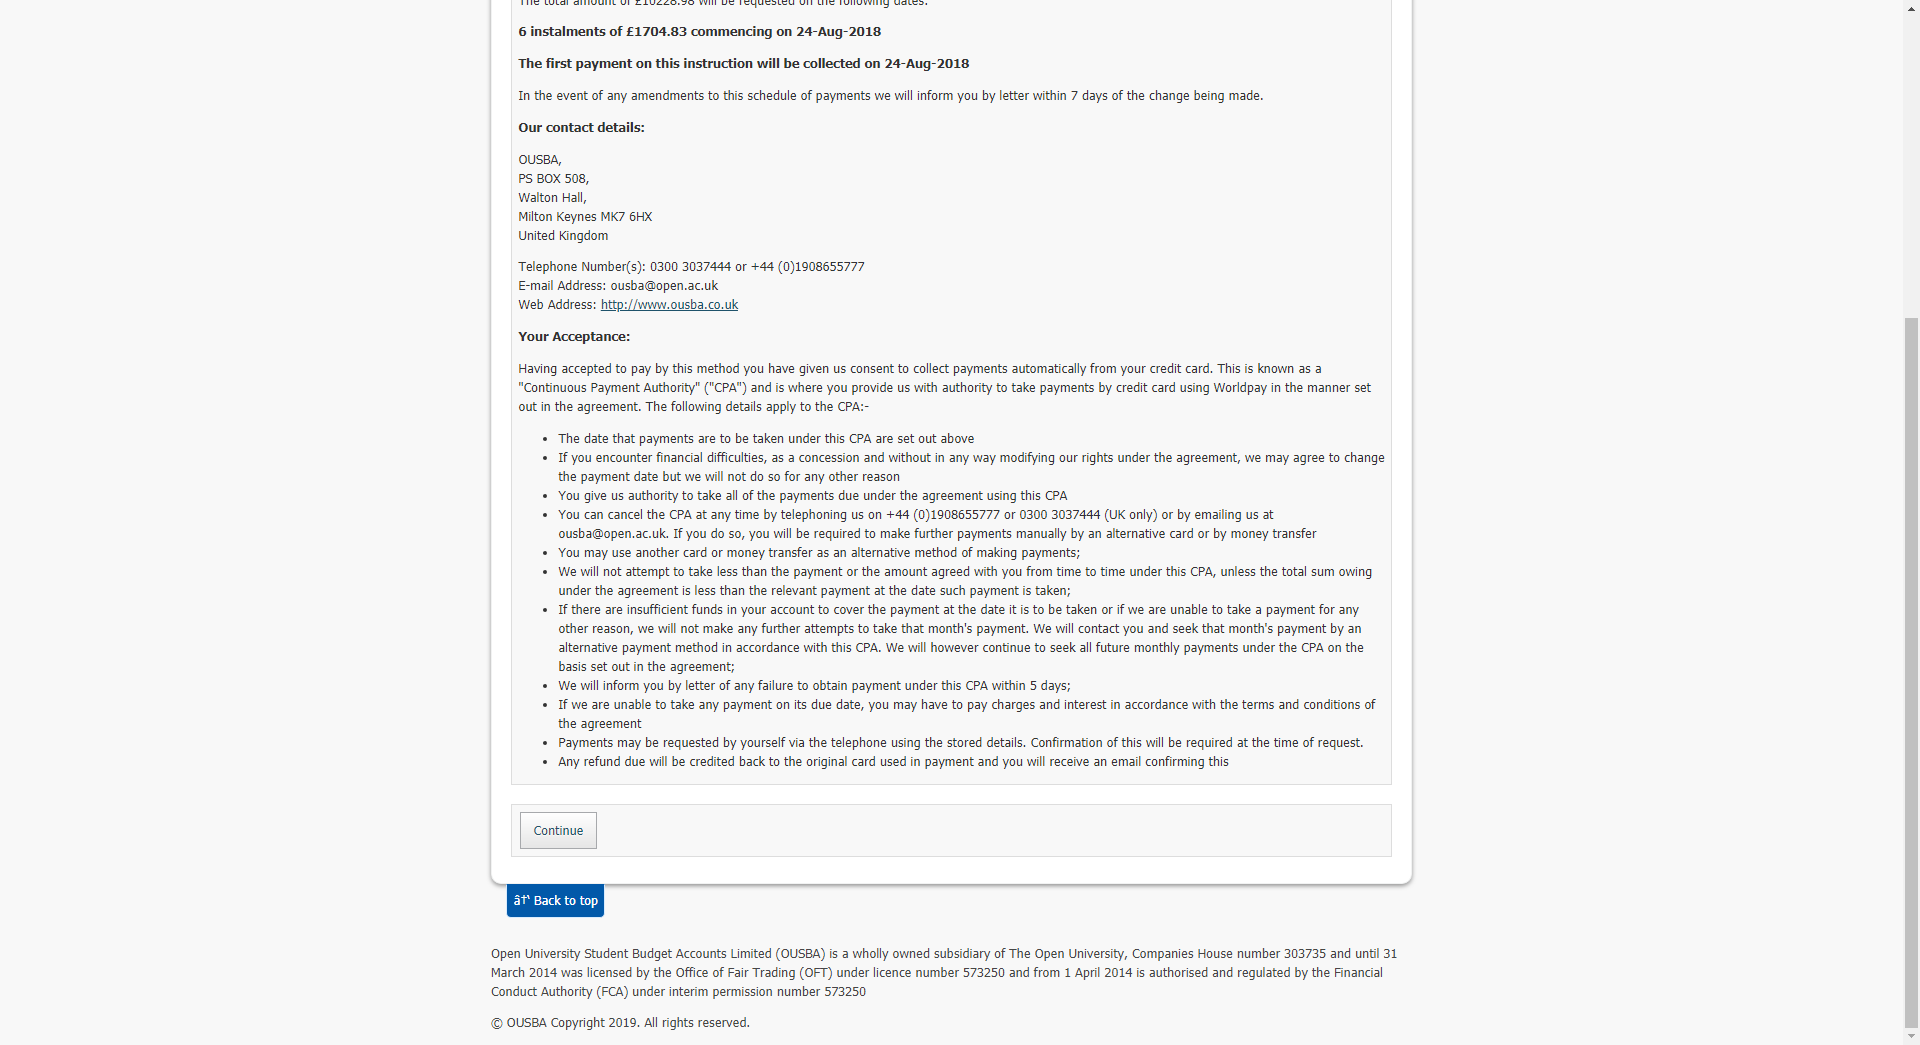 The total amount of £10228.98 will be requested on the following dates:
6 instalments of £1704.83 commencing on 24-Aug-2018
The first payment on this instruction will be collected on 24-Aug-2018
In the event of any amendments to this schedule of payments we will inform you by letter within 7 days of the change being made.
Our contact details:
OUSBA,
PS BOX 508,
Walton Hall,
Milton Keynes MK7 6HX
United Kingdom
Telephone Number(s): 0300 3037444 or +44 (0)1908655777
E-mail Address: ousba@open.ac.uk
Web Address: http://www.ousba.co.uk
Your Acceptance:
Having accepted to pay by this method you have given us consent to collect payments automatically from your credit card. This is known as a
"Continuous Payment Authority" ("CPA") and is where you provide us with authority to take payments by credit card using Worldpay in the manner set
out in the agreement. The following details apply to the CPA:-
• The date that payments are to be taken under this CPA are set out above
• If you encounter financial difficulties, as a concession and without in any way modifying our rights under the agreement, we may agree to change
the payment date but we will not do so for any other reason
• You give us authority to take all of the payments due under the agreement using this CPA
• You can cancel the CPA at any time by telephoning us on +44 (0)1908655777 or 0300 3037444 (UK only) or by emailing us at
ousba@open.ac.uk. If you do so, you will be required to make further payments manually by an alternative card or by money transfer
• You may use another card or money transfer as an alternative method of making payments;
• We will not attempt to take less than the payment or the amount agreed with you from time to time under this CPA, unless the total sum owing
under the agreement is less than the relevant payment at the date such payment is taken;
• If there are insufficient funds in your account to cover the payment at the date it is to be taken or if we are unable to take a payment for any
other reason, we will not make any further attempts to take that month's payment. We will contact you and seek that month's payment by an
alternative payment method in accordance with this CPA. We will however continue to seek all future monthly payments under the CPA on the
basis set out in the agreement;
• We will inform you by letter of any failure to obtain payment under this CPA within 5 days;
• If we are unable to take any payment on its due date, you may have to pay charges and interest in accordance with the terms and conditions of
the agreement
• Payments may be requested by yourself via the telephone using the stored details. Confirmation of this will be required at the time of request.
• Any refund due will be credited back to the original card used in payment and you will receive an email confirming this
Continue
â†‘ Back to top
Open University Student Budget Accounts Limited (OUSBA) is a wholly owned subsidiary of The Open University, Companies House number 303735 and until 31
March 2014 was licensed by the Office of Fair Trading (OFT) under licence number 573250 and from 1 April 2014 is authorised and regulated by the Financial
Conduct Authority (FCA) under interim permission number 573250
© OUSBA Copyright 2019. All rights reserved.